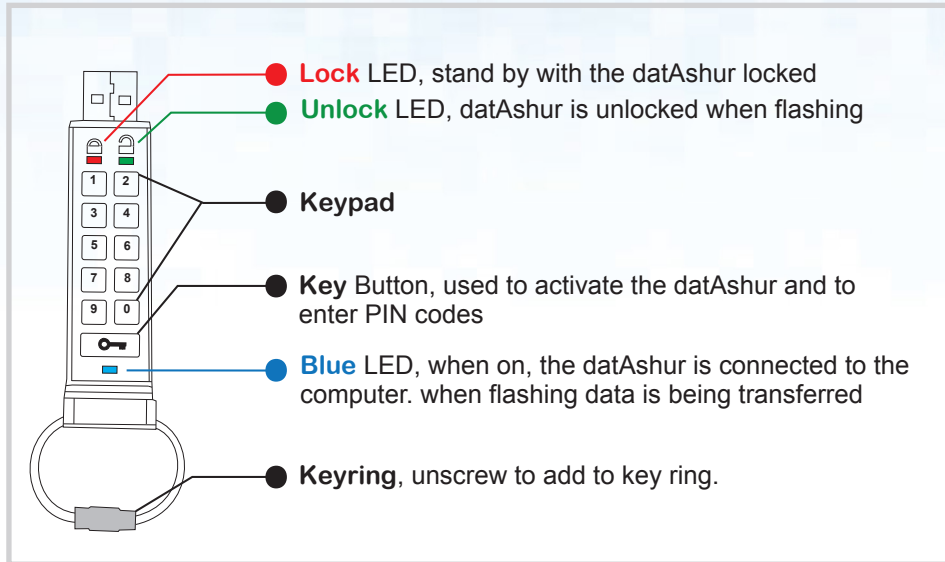 Lock LED, stand by with the datAshur locked
Unlock LED, datAshur is unlocked when flashing
1 2
Keypad
3 4
5 6
7 8
Key Button, used to activate the datAshur and to
9 0
enter PIN codes
Blue LED, when on, the datAshur is connected to the
computer. when flashing data is being transferred
Keyring, unscrew to add to key ring.